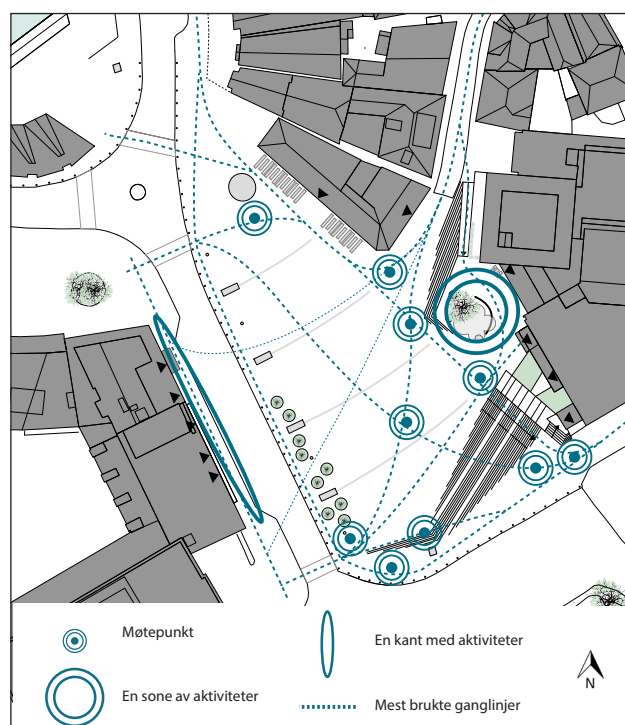 Møtepunkt
En kant med aktiviteter
N
En sone av aktiviteter
Mest brukte ganglinjer